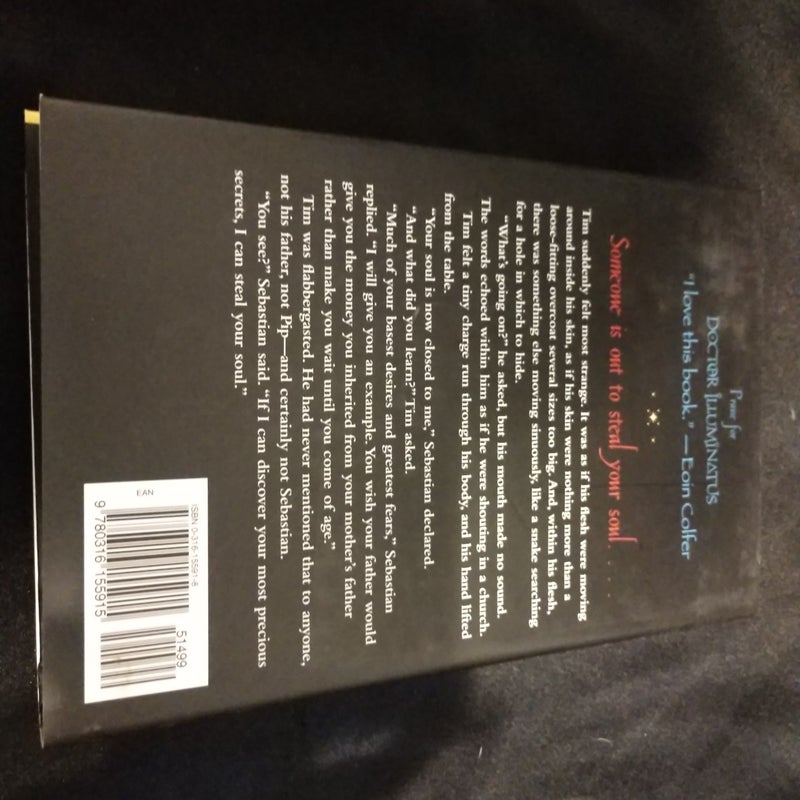 Praise for
DOCTOR ILLUMINATUS
"I love this book." —Eoin Colfer
Someone is out to steal your soul. . . .
Tim suddenly felt most strange. It was as if his flesh were moving
around inside his skin, as if his skin were nothing more than a
loose-fitting overcoat several sizes too big. And, within his flesh,
there was something else moving sinuously, like a snake searching
for a hole in which to hide.
"What's going on?" he asked, but his mouth made no sound.
The words echoed within him as if he were shouting in a church.
Tim felt a tiny charge run through his body, and his hand lifted
from the table.
"Your soul is now closed to me," Sebastian declared.
"And what did you learn?" Tim asked.
"Much of your basest desires and greatest fears," Sebastian
replied. "I will give you an example. You wish your father would
give you the money you inherited from your mother's father
rather than make you wait until you come of age."
Tim was flabbergasted. He had never mentioned that to anyone,
not his father, not Pip—and certainly not Sebastian.
"You see?" Sebastian said. "If I can discover your most precious
secrets, I can steal your soul."
ISBN 0-316-15591-8
EAN
9 780316 155915
51499